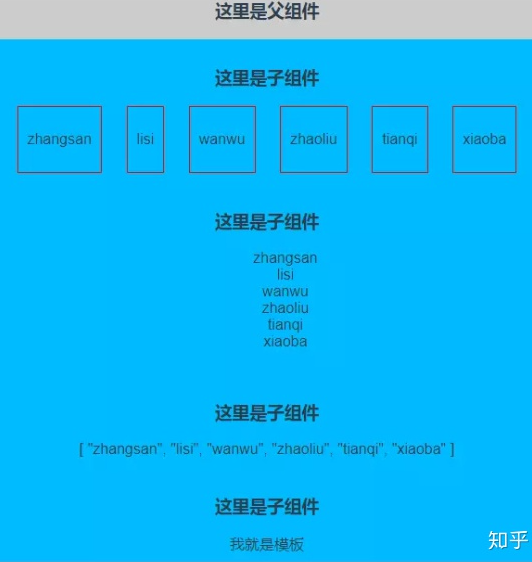 这里是父组件
这里是子组件
zhangsan lisi wanwu zhaoliu tianqi xiaoba
这里是子组件
zhangsan
lisi
wanwu
zhaoliu
tianqi
xiaoba
这里是子组件
[ "zhangsan", "lisi", "wanwu", "zhaoliu", "tianqi", "xiaoba" ]
这里是子组件
我就是模板
知乎